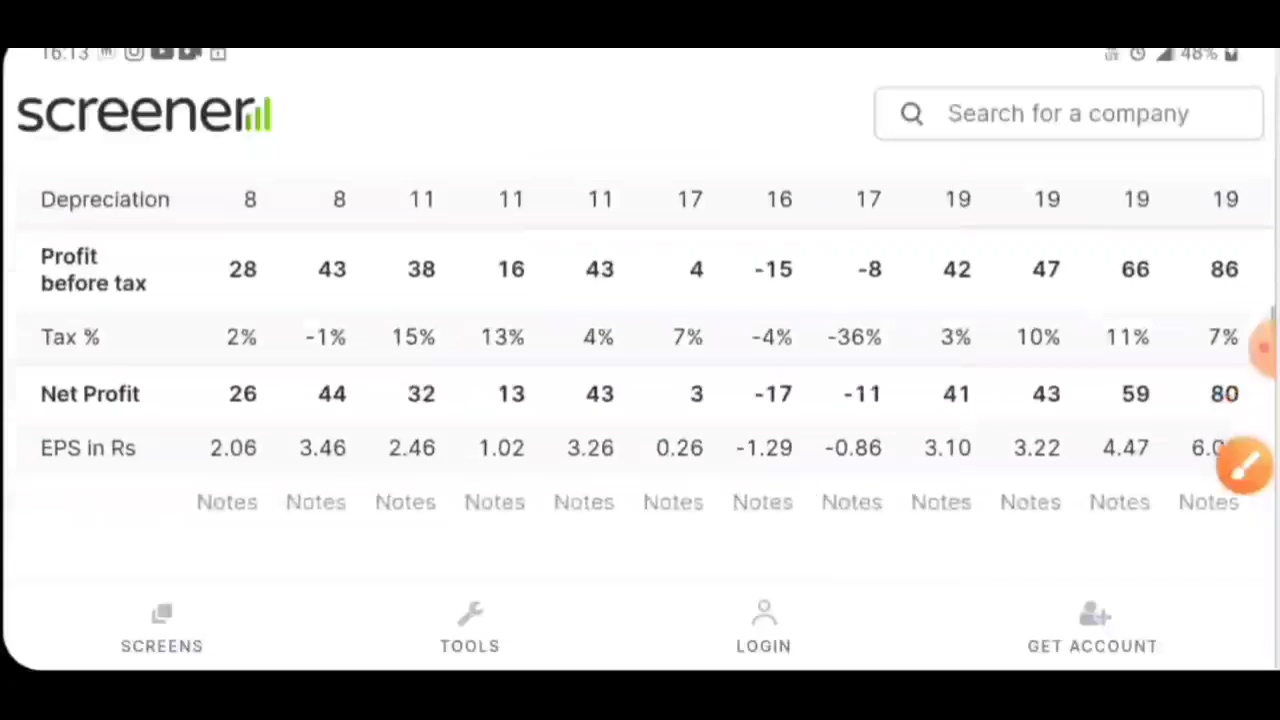 16:13 48%
screener
Search for a company
Depreciation 8 8 11 11 11 17 16 17 19 19 19 19
Profit
before tax 28 43 38 16 43 4 -15 -8 42 47 66 86
Tax % 2% -1% 15% 13% 4% 7% -4% -36% 3% 10% 11% 7%
Net Profit 26 44 32 13 43 3 -17 -11 41 43 59 80
EPS in Rs 2.06 3.46 2.46 1.02 3.26 0.26 -1.29 -0.86 3.10 3.22 4.47
Notes Notes Notes Notes Notes Notes Notes Notes Notes Notes Notes Notes
SCREENS TOOLS LOGIN GET ACCOUNT